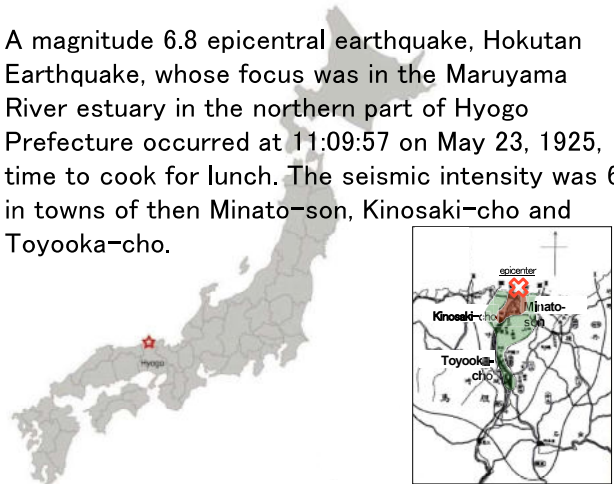 A magnitude 6.8 epicentral earthquake, Hokutan
Earthquake, whose focus was in the Maruyama
River estuary in the northern part of Hyogo
Prefecture occurred at 11:09:57 on May 23, 1925,
time to cook for lunch. The seismic intensity was 6
in towns of then Minato-son, Kinosaki-cho and
Toyooka-cho.
Hyogo
epicenter
Minato-
son
Kinosaki-cho
Toyooka-
cho
馬